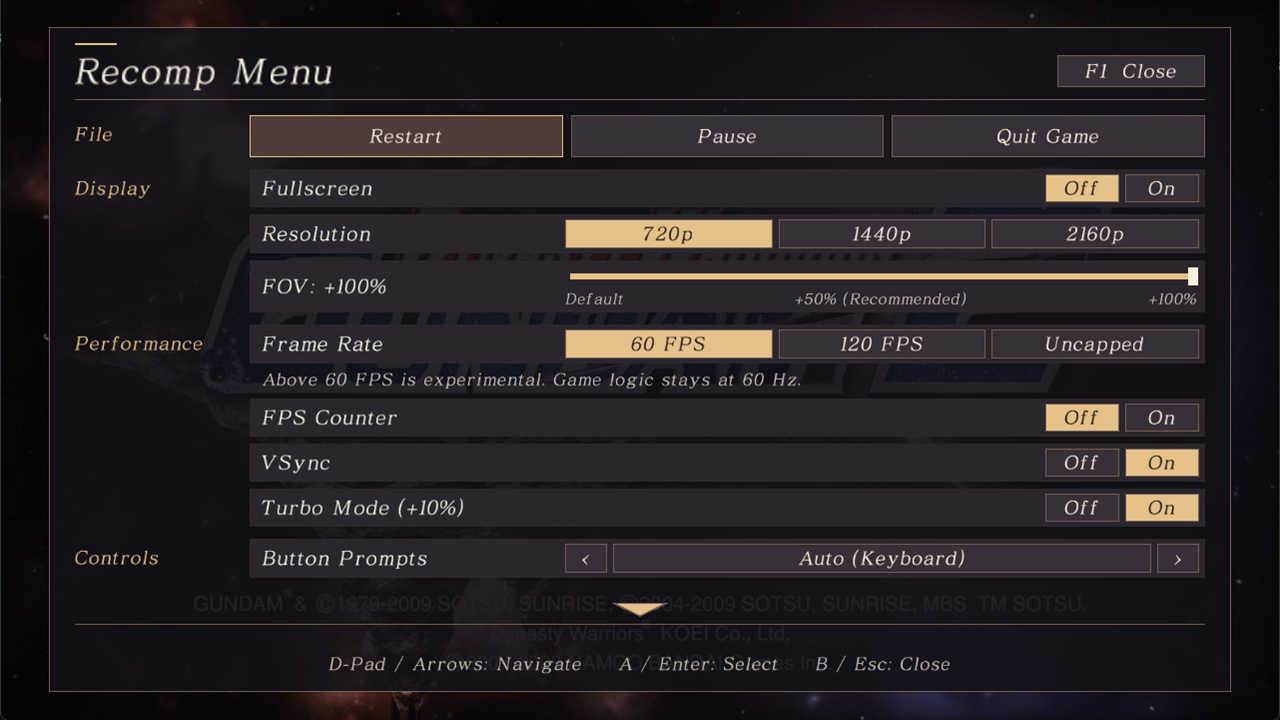 Recomp Menu
F1 Close
File
Restart
Pause
Quit Game
Display
Fullscreen
Off
On
Resolution
720p
1440p
2160p
FOV: +100%
Default
+50% (Recommended)
+100%
Performance
Frame Rate
60 FPS
120 FPS
Uncapped
Above 60 FPS is experimental. Game logic stays at 60 Hz.
FPS Counter
Off
On
VSync
Off
On
Turbo Mode (+10%)
Off
On
Controls
Button Prompts
‹
Auto (Keyboard)
›
GUNDAM® & ©1979-2009 SOTSU, SUNRISE. ©2004-2009 SOTSU, SUNRISE, MBS TM SOTSU.
Dynasty Warriors® KOEI Co., Ltd,
D-Pad / Arrows: Navigate
A / Enter: Select
B / Esc: Close